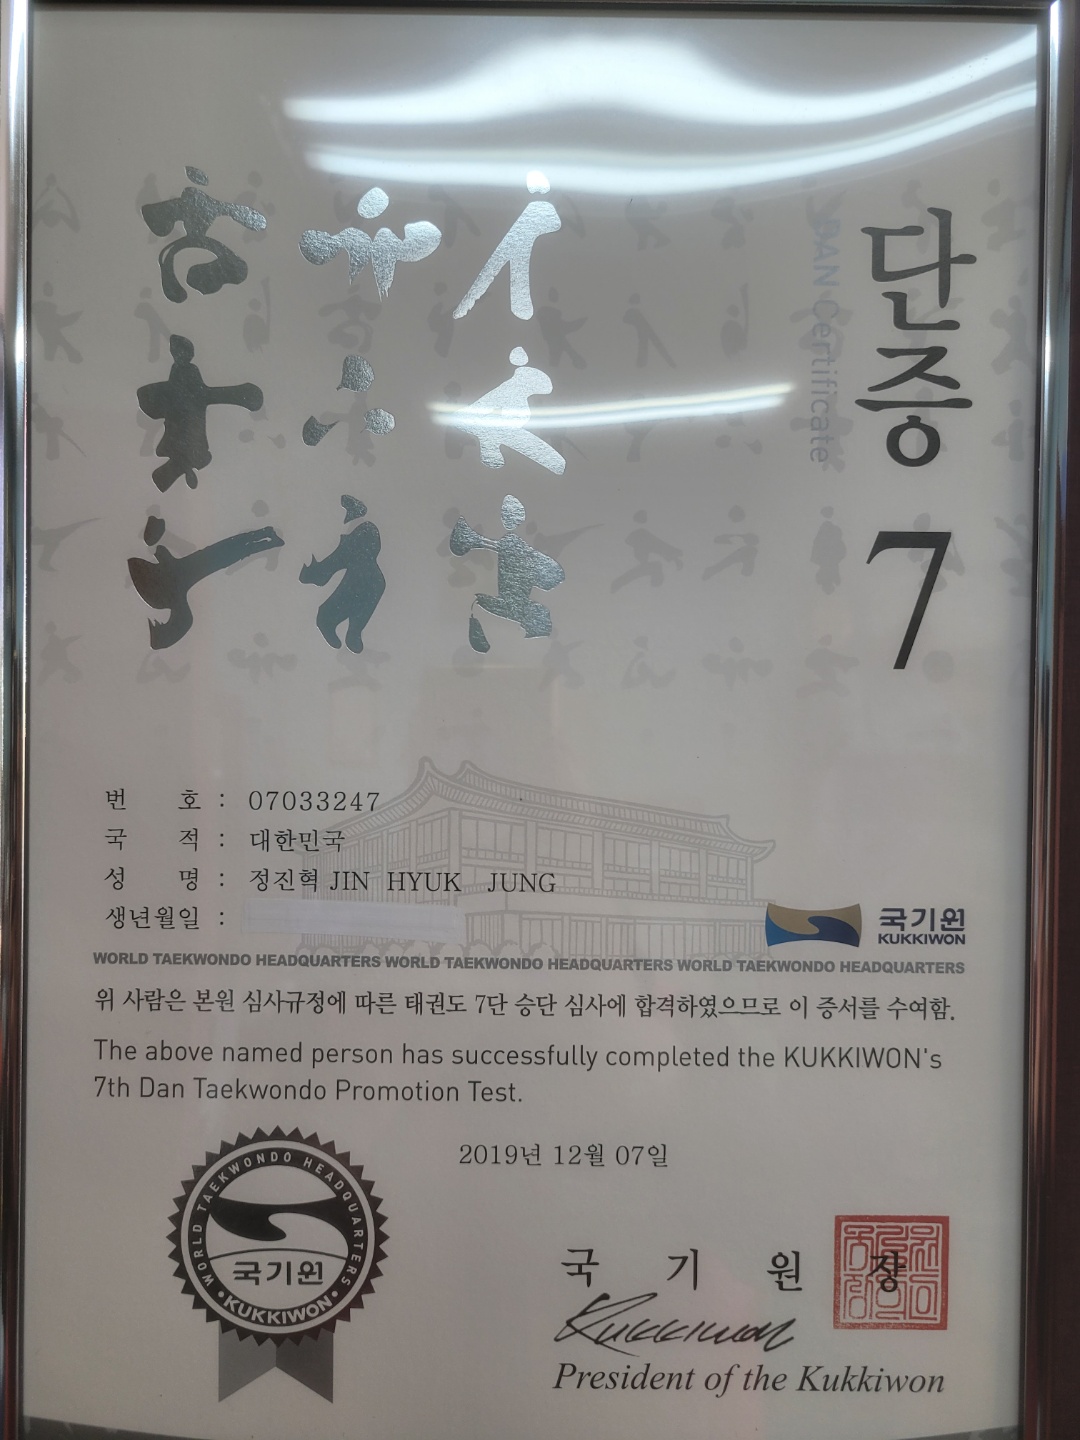 단증
DAN Certificate
7
번 호 : 07033247
국 적 : 대한민국
성 명 : 정진혁 JIN HYUK JUNG
생년월일 :
국기원
KUKKIWON
WORLD TAEKWONDO HEADQUARTERS WORLD TAEKWONDO HEADQUARTERS WORLD TAEKWONDO HEADQUARTERS
위 사람은 본원 심사규정에 따른 태권도 7단 승단 심사에 합격하였으므로 이 증서를 수여함.
The above named person has successfully completed the KUKKIWON's
7th Dan Taekwondo Promotion Test.
2019년 12월 07일
WORLD TAEKWONDO HEADQUARTERS
국기원
KUKKIWON
국 기 원 장
Kukkiwon
President of the Kukkiwon